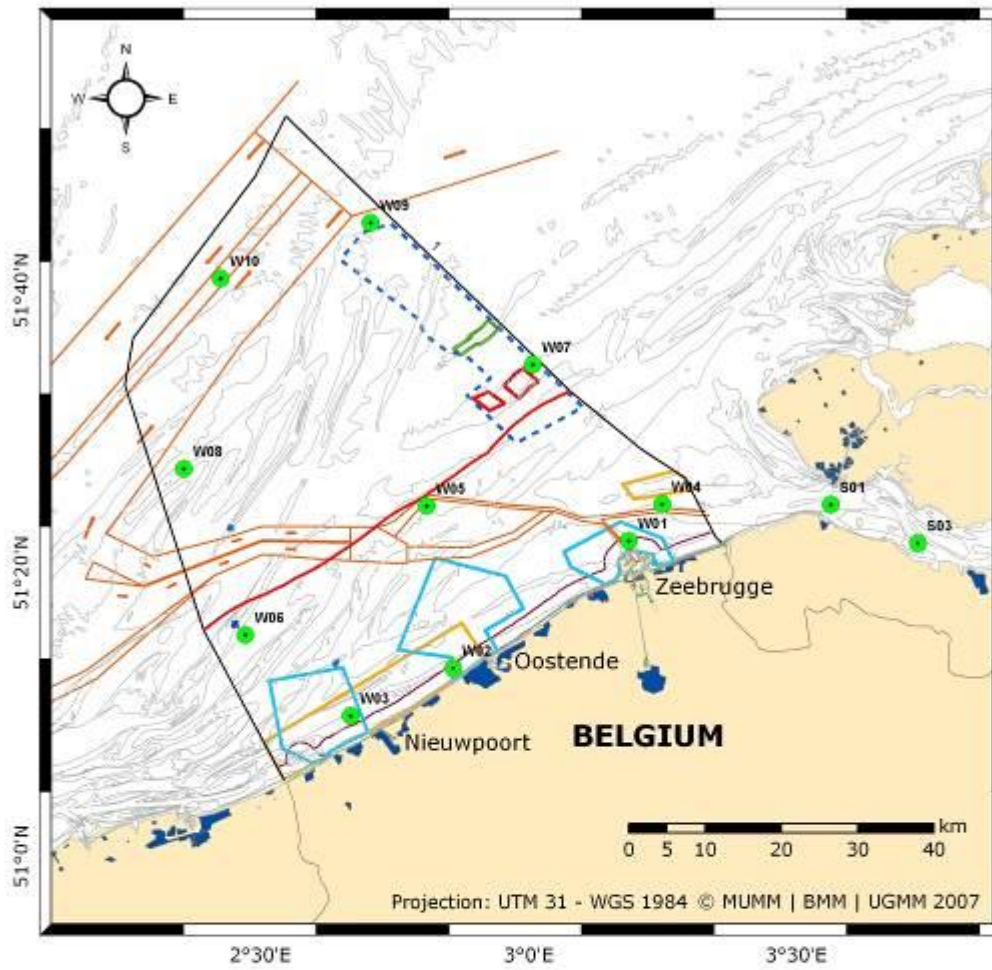 N
W E
S
W09
W10
51°40'N
W07
W08
W05
W04
S01
W01
S03
51°20'N
Zeebrugge
W06
W02
Oostende
W03
Nieuwpoort
BELGIUM
km
0 5 10 20 30 40
51°0'N
Projection: UTM 31 - WGS 1984 © MUMM | BMM | UGMM 2007
2°30'E 3°0'E 3°30'E